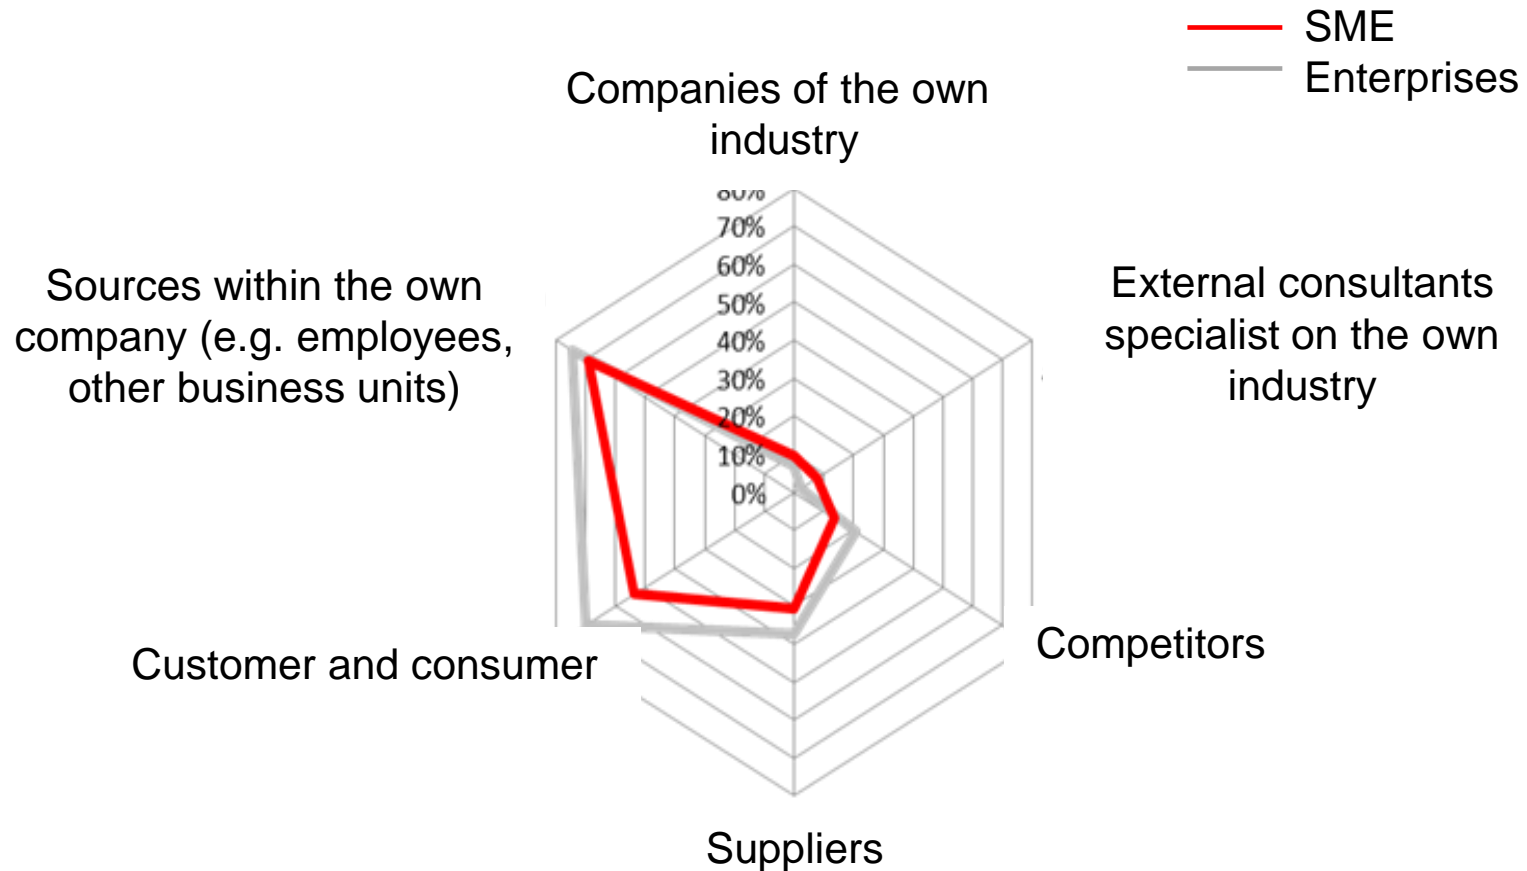 SME
Enterprises
Companies of the own
industry
80%
70%
60%
50%
40%
30%
20%
10%
0%
Sources within the own
company (e.g. employees,
other business units)
External consultants
specialist on the own
industry
Customer and consumer
Competitors
Suppliers